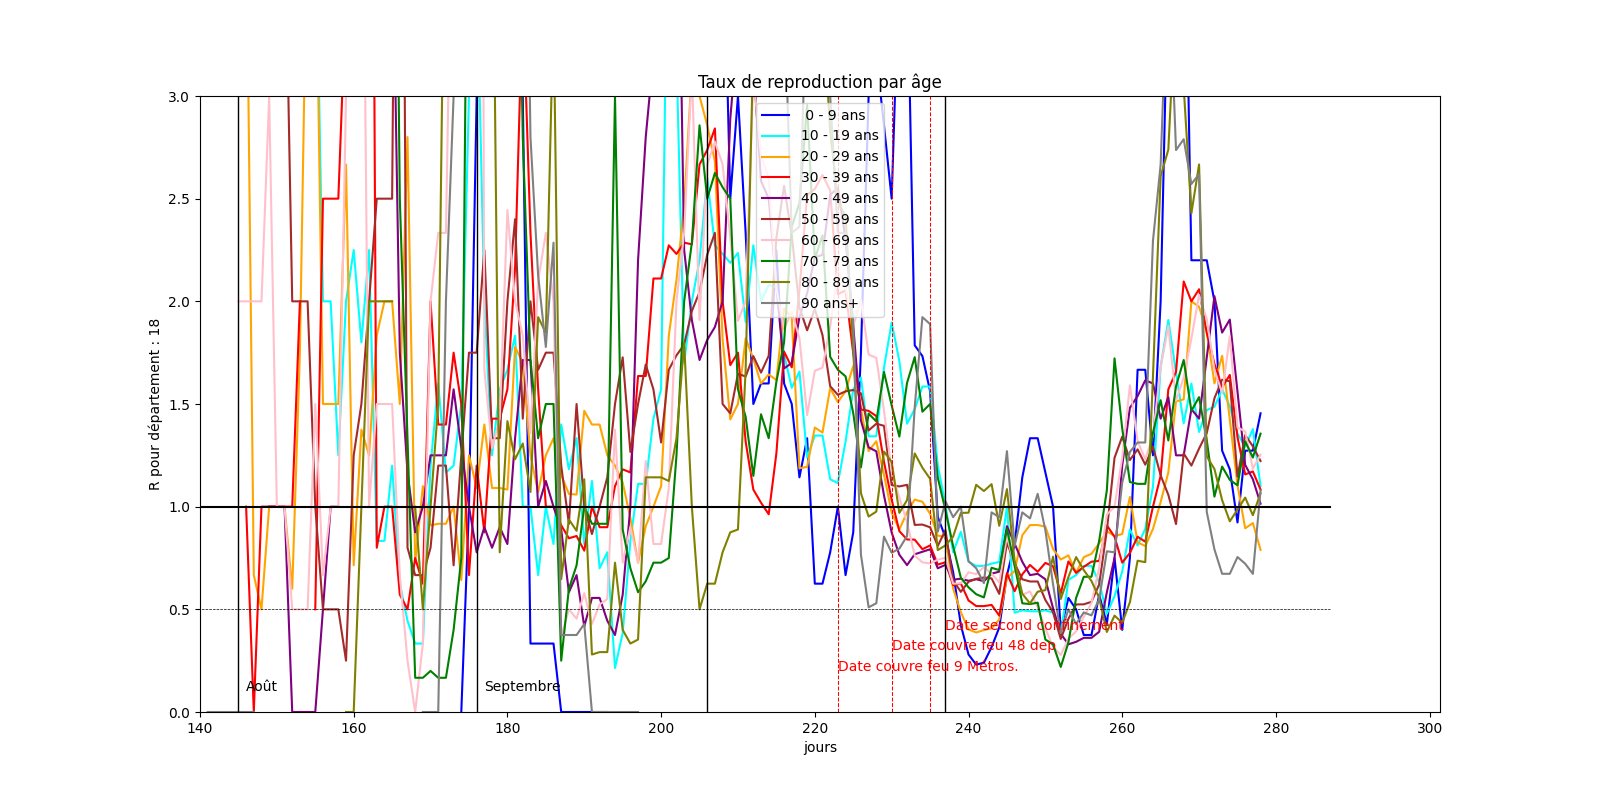 Taux de reproduction par âge
R pour département : 18
3.0
2.5
2.0
1.5
1.0
0.5
0.0
0 - 9 ans
10 - 19 ans
20 - 29 ans
30 - 39 ans
40 - 49 ans
50 - 59 ans
60 - 69 ans
70 - 79 ans
80 - 89 ans
90 ans+
Date second confinement
Date couvre feu 48 dep
Date couvre feu 9 Métros.
Août
Septembre
140 160 180 200 220 240 260 280 300
jours